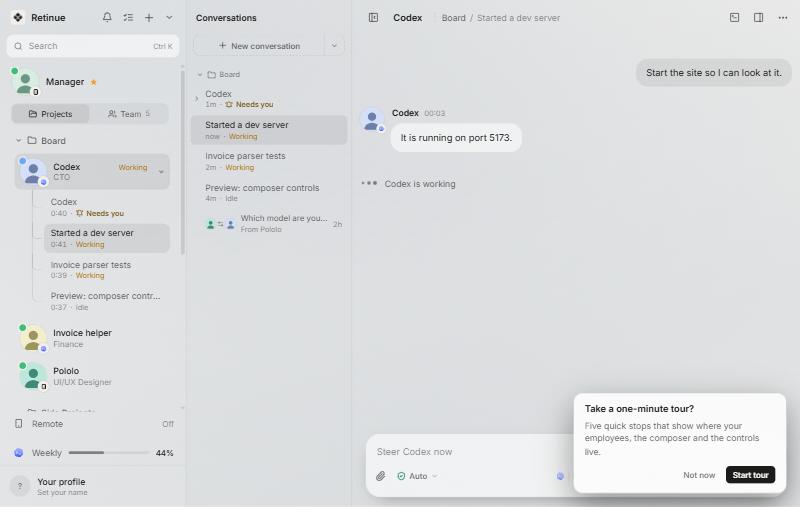 Retinue
Search
Ctrl K
Manager
Projects
Team 5
Board
Codex
Working
CTO
Codex
0:40 · Needs you
Started a dev server
0:41 · Working
Invoice parser tests
0:39 · Working
Preview: composer contr...
0:37 · Idle
Invoice helper
Finance
Pololo
UI/UX Designer
Remote
Off
Weekly
44%
?
Your profile
Set your name
Conversations
New conversation
Board
Codex
1m · Needs you
Started a dev server
now · Working
Invoice parser tests
2m · Working
Preview: composer controls
4m · Idle
Which model are you...
From Pololo
2h
Codex
Board / Started a dev server
Start the site so I can look at it.
Codex 00:03
It is running on port 5173.
Codex is working
Steer Codex now
Auto
Take a one-minute tour?
Five quick stops that show where your
employees, the composer and the controls
live.
Not now
Start tour